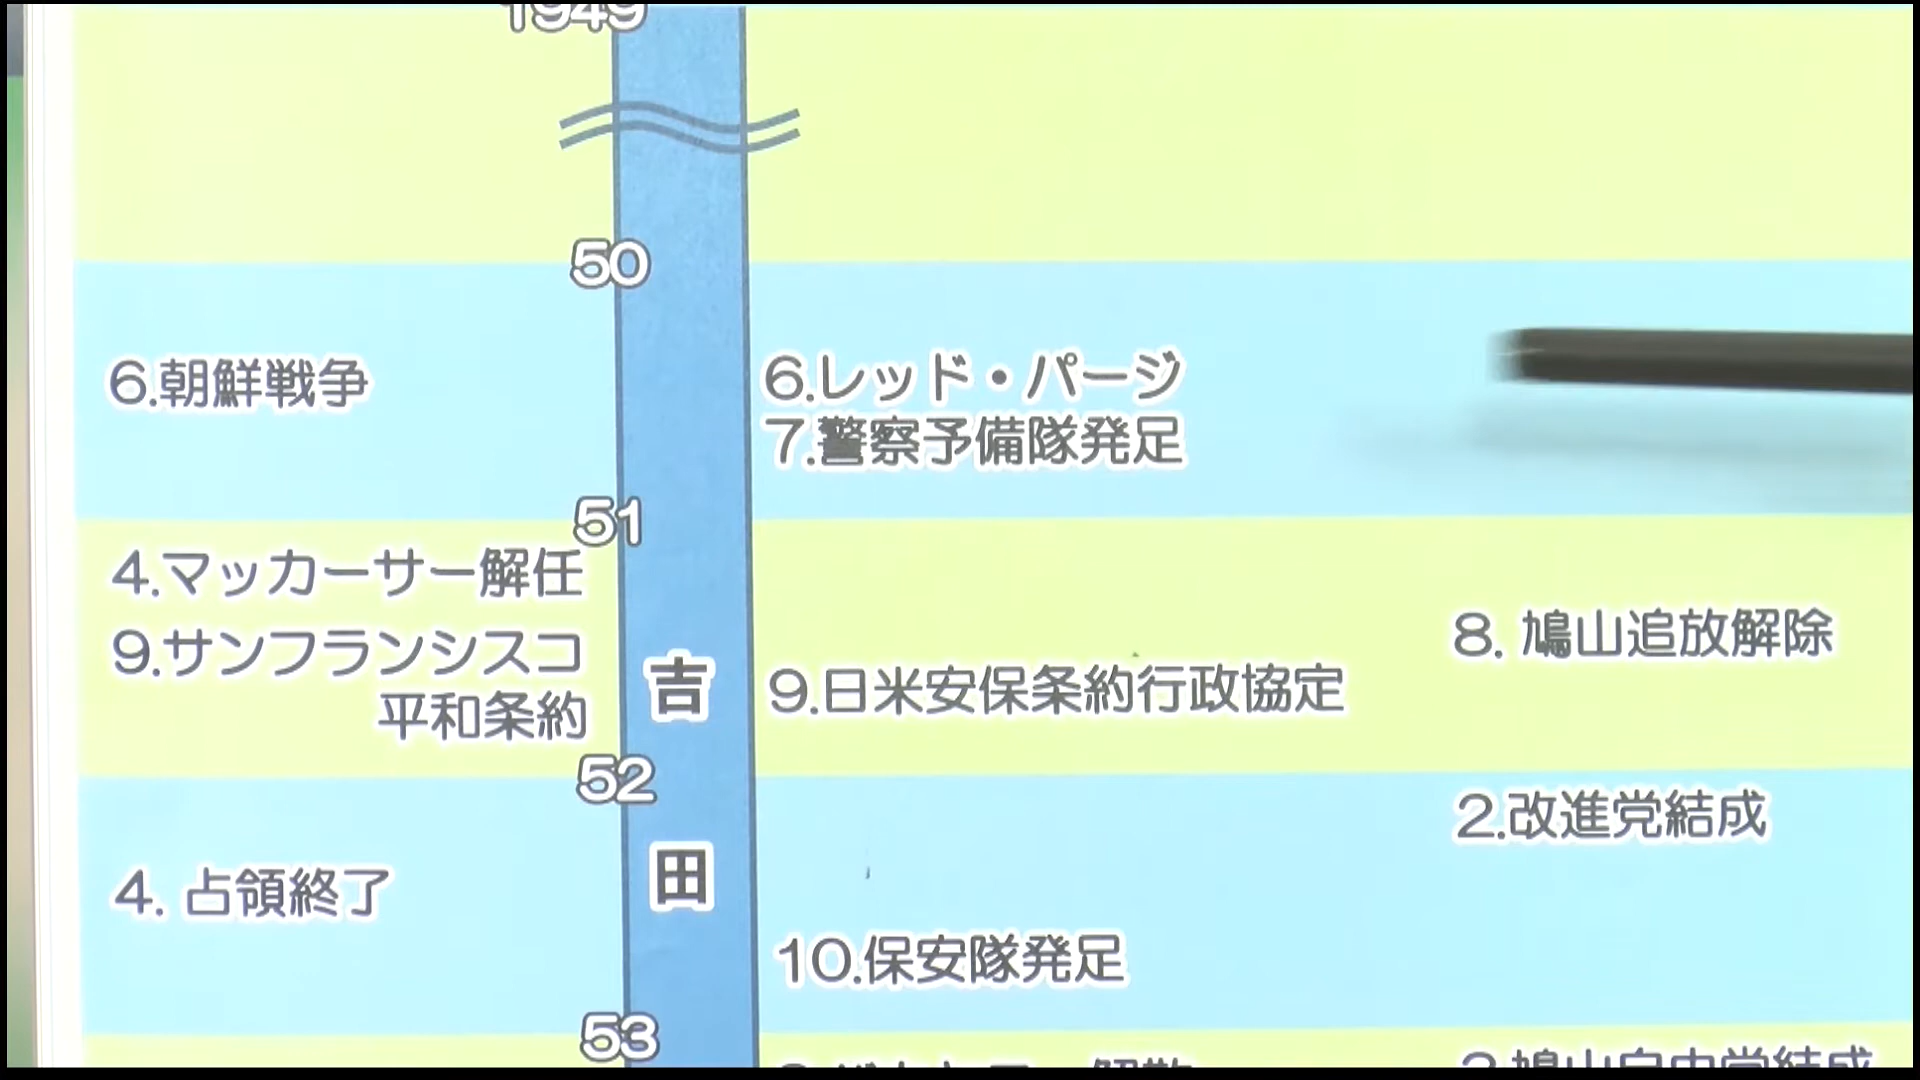 1949
50
6.朝鮮戦争
6.レッド・パージ
7.警察予備隊発足
51
4.マッカーサー解任
9.サンフランシスコ
平和条約
8. 鳩山追放解除
9.日米安保条約行政協定
吉
田
52
2.改進党結成
4. 占領終了
10.保安隊発足
53